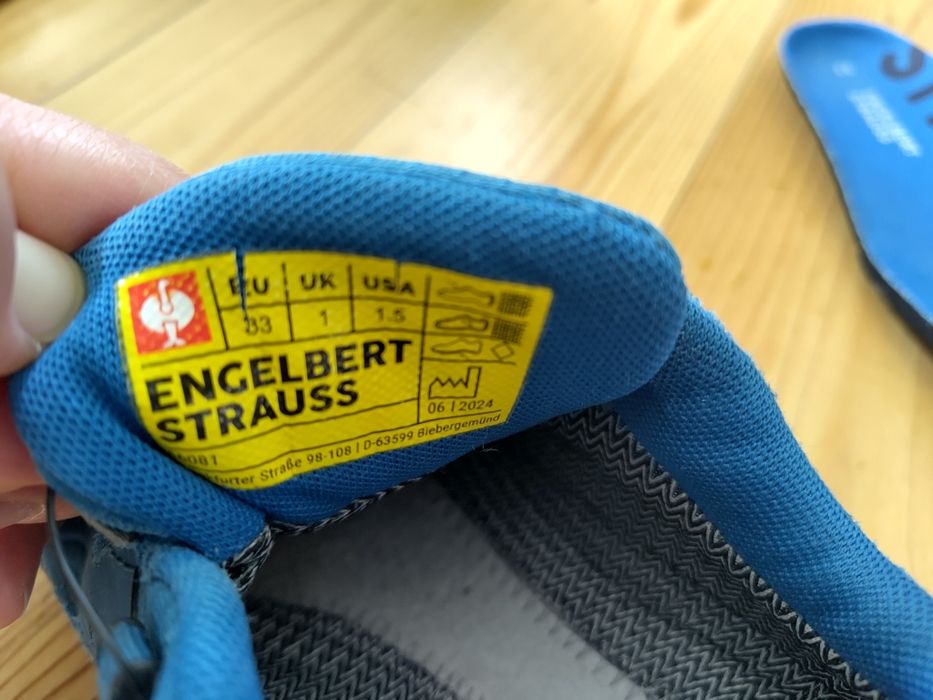 EU UK USA
33 1 1.5
ENGELBERT
STRAUSS
06 | 2024
Straße 98-108 | D-63599 Biebergemünd